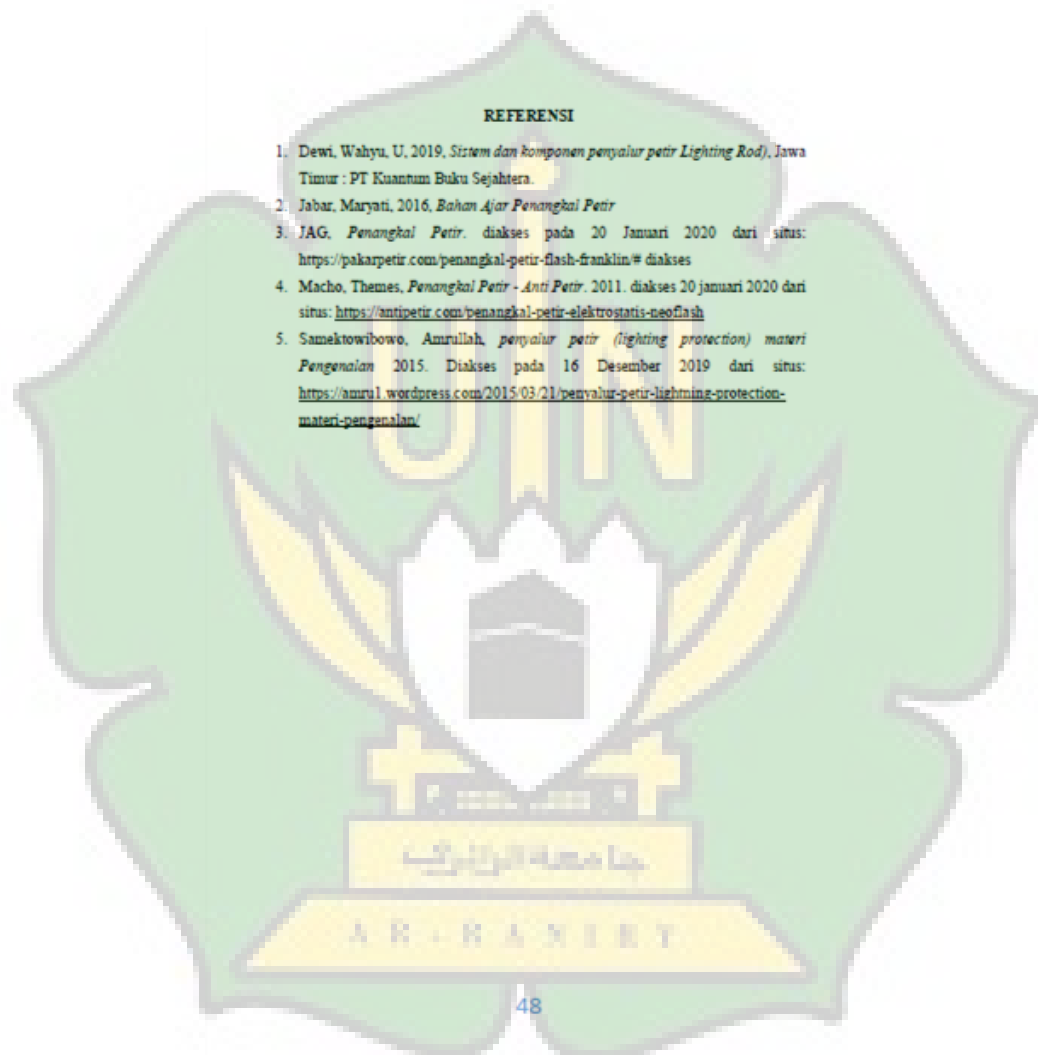 REFERENSI
1. Dewi, Wahyu, U, 2019, Sistem dan komponen penyalur petir Lighting Rod), Jawa
Timur : PT Kuantum Buku Sejahtera.
2. Jabar, Maryati, 2016, Bahan Ajar Penangkal Petir
3. JAG, Penangkal Petir. diakses pada 20 Januari 2020 dari situs:
https://pakarpetir.com/penangkal-petir-flash-franklin/# diakses
4. Macho, Themes, Penangkal Petir - Anti Petir. 2011. diakses 20 januari 2020 dari
situs: https://antipetir.com/penangkal-petir-elektrostatis-neoflash
5. Samektowibowo, Amrullah, penyalur petir (lighting protection) materi
Pengenalan 2015. Diakses pada 16 Desember 2019 dari situs:
https://amru1.wordpress.com/2015/03/21/penyalur-petir-lightning-protection-
materi-pengenalan/
UIN
جامعة الرانيري
AR-RANIRY
48